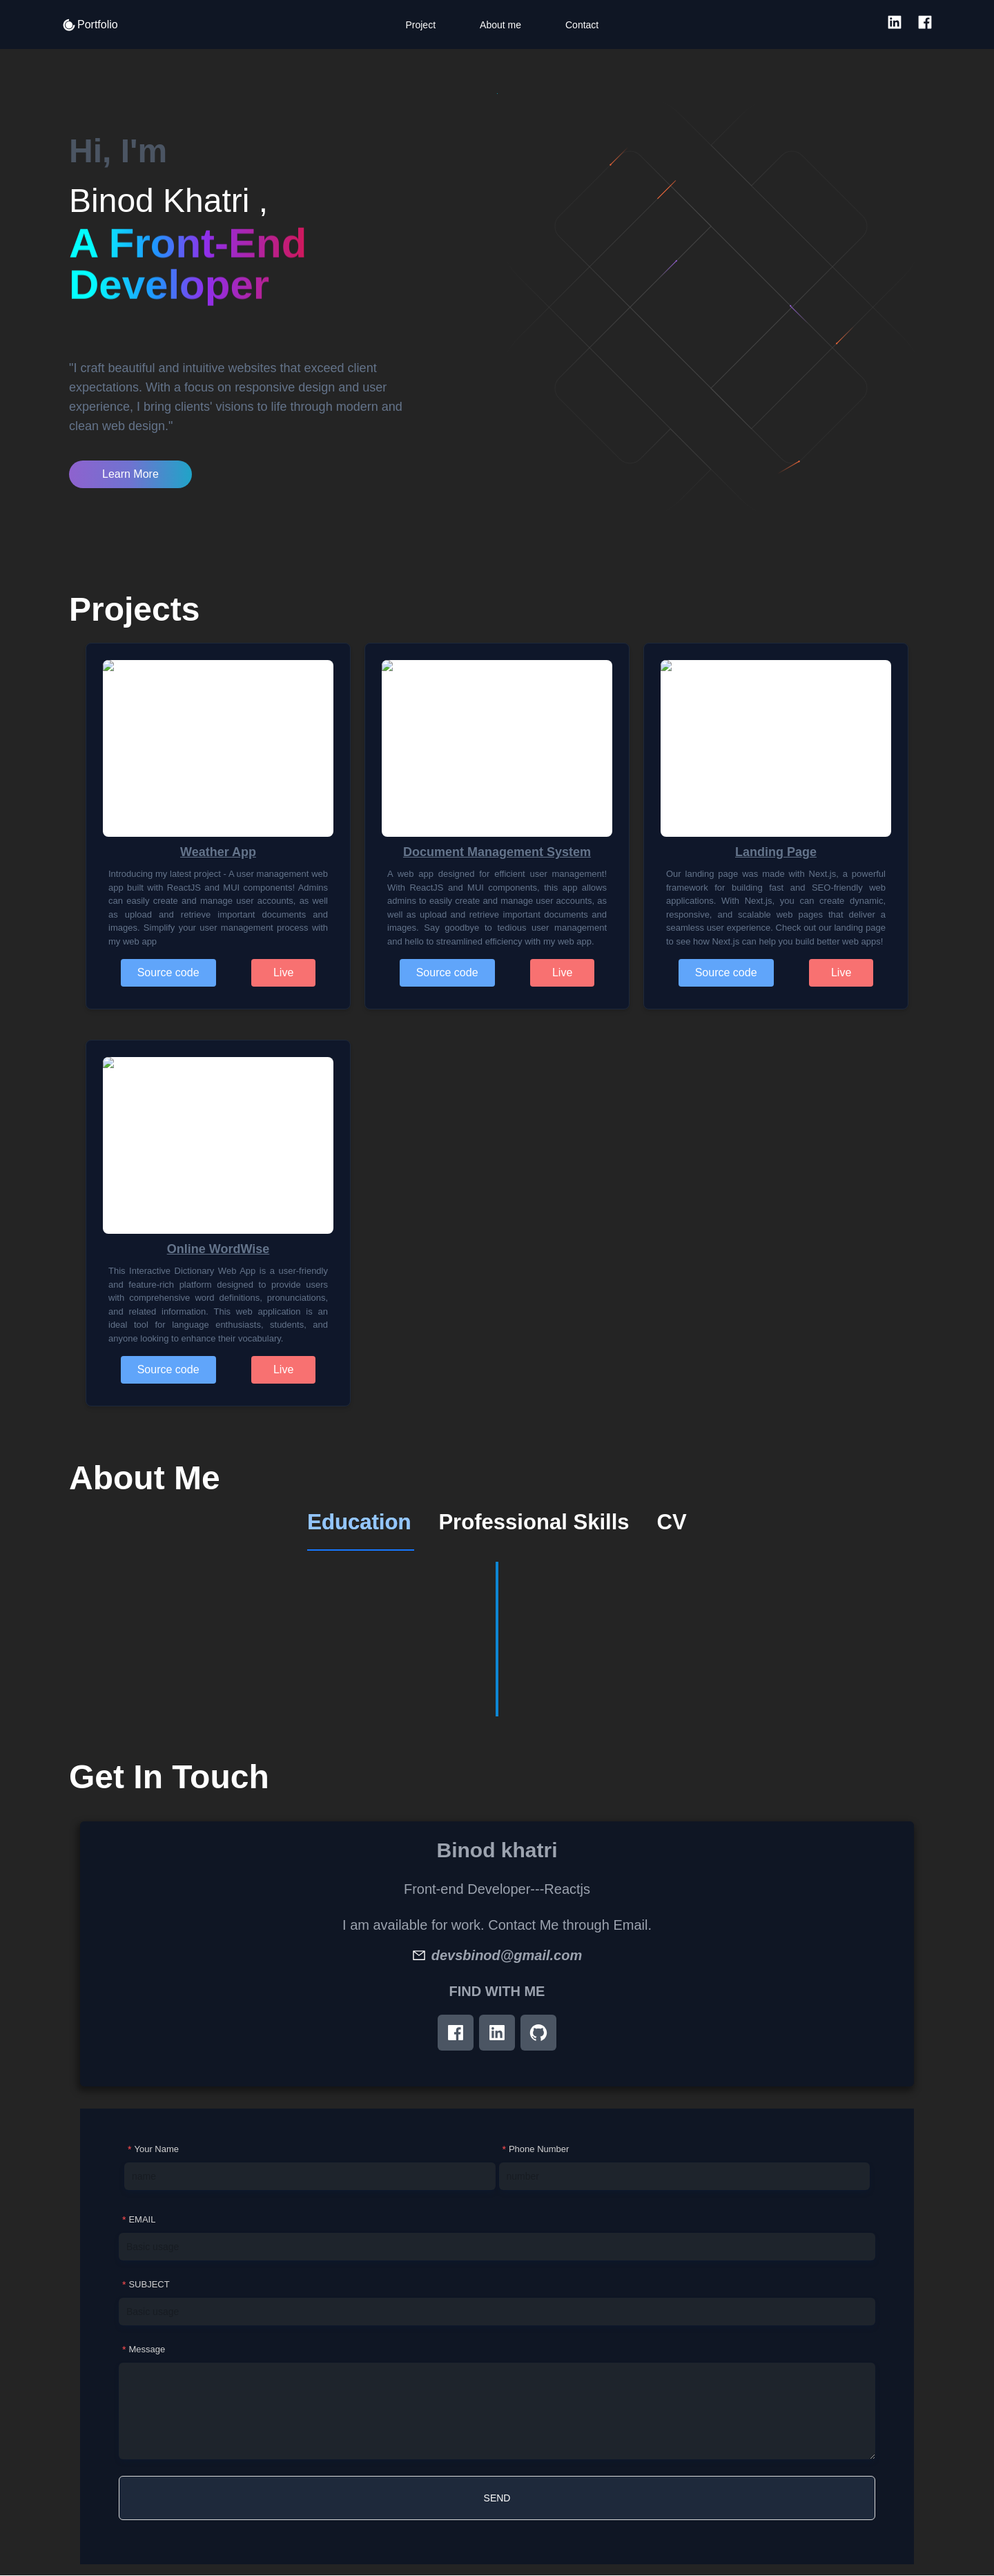 Portfolio
Project
About me
Contact
Hi, I'm
Binod Khatri ,
A Front-End
Developer
"I craft beautiful and intuitive websites that exceed client
expectations. With a focus on responsive design and user
experience, I bring clients' visions to life through modern and
clean web design."
Learn More
Projects
Weather App
Introducing my latest project - A user management web
app built with ReactJS and MUI components! Admins
can easily create and manage user accounts, as well
as upload and retrieve important documents and
images. Simplify your user management process with
my web app
Source code
Live
Document Management System
A web app designed for efficient user management!
With ReactJS and MUI components, this app allows
admins to easily create and manage user accounts, as
well as upload and retrieve important documents and
images. Say goodbye to tedious user management
and hello to streamlined efficiency with my web app.
Source code
Live
Landing Page
Our landing page was made with Next.js, a powerful
framework for building fast and SEO-friendly web
applications. With Next.js, you can create dynamic,
responsive, and scalable web pages that deliver a
seamless user experience. Check out our landing page
to see how Next.js can help you build better web apps!
Source code
Live
Online WordWise
This Interactive Dictionary Web App is a user-friendly
and feature-rich platform designed to provide users
with comprehensive word definitions, pronunciations,
and related information. This web application is an
ideal tool for language enthusiasts, students, and
anyone looking to enhance their vocabulary.
Source code
Live
About Me
Education
Professional Skills
CV
Get In Touch
Binod khatri
Front-end Developer---Reactjs
I am available for work. Contact Me through Email.
devsbinod@gmail.com
FIND WITH ME
* Your Name
* Phone Number
* EMAIL
* SUBJECT
* Message
SEND